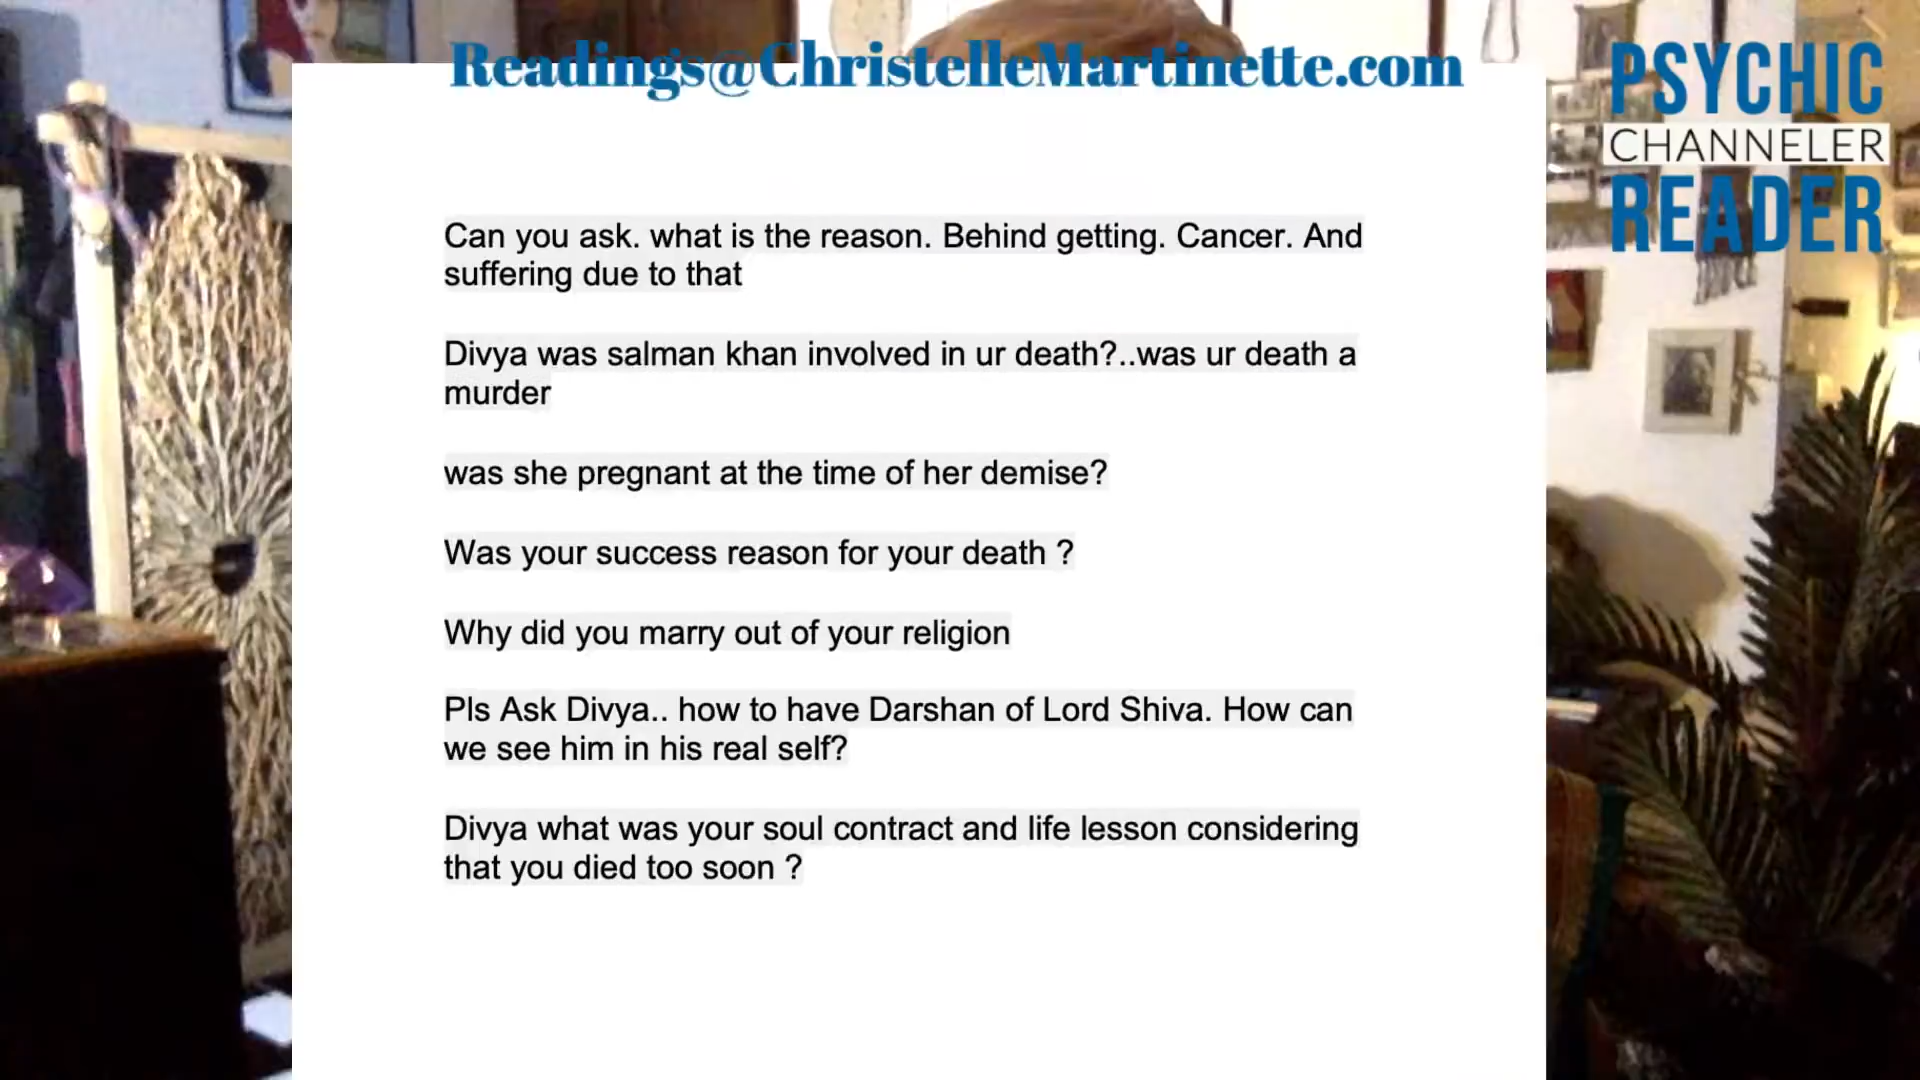 Readings@ChristelleMartinette.com
PSYCHIC
CHANNELER
READER
Can you ask. what is the reason. Behind getting. Cancer. And
suffering due to that
Divya was salman khan involved in ur death?..was ur death a
murder
was she pregnant at the time of her demise?
Was your success reason for your death ?
Why did you marry out of your religion
Pls Ask Divya.. how to have Darshan of Lord Shiva. How can
we see him in his real self?
Divya what was your soul contract and life lesson considering
that you died too soon ?